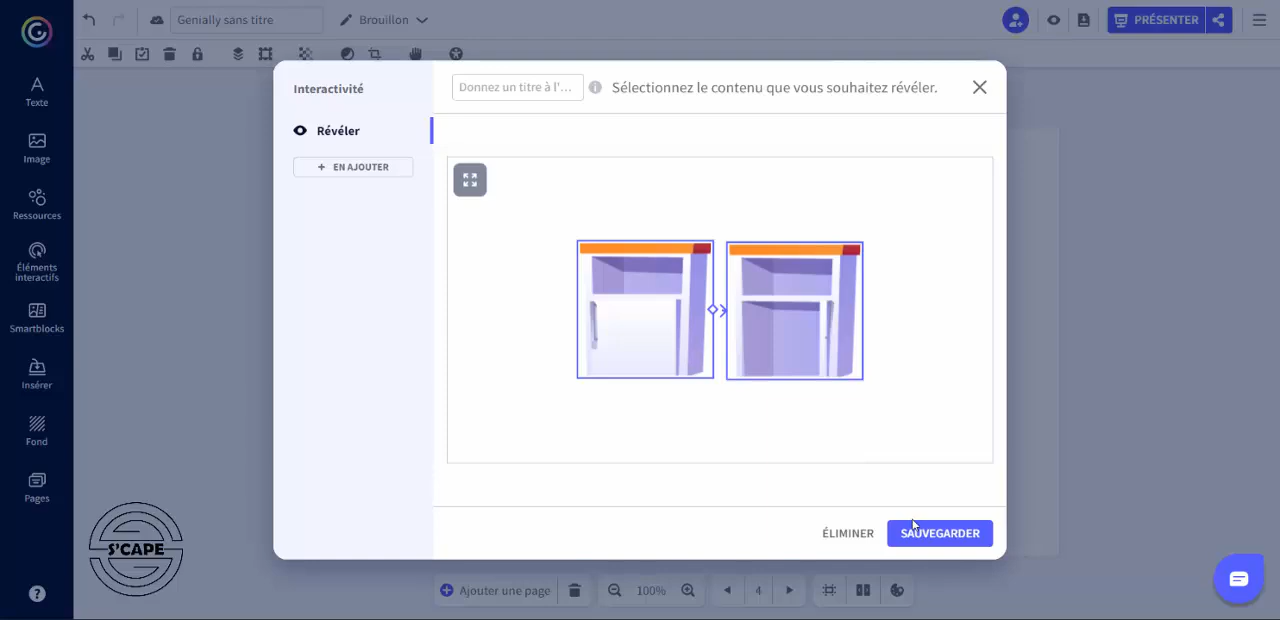 Genially sans titre
Brouillon
PRÉSENTER
Texte
Image
Ressources
Éléments
interactifs
Smartblocks
Insérer
Fond
Pages
?
Interactivité
Révéler
+ EN AJOUTER
Donnez un titre à l'...
Sélectionnez le contenu que vous souhaitez révéler.
ÉLIMINER
SAUVEGARDER
S'CAPE
Ajouter une page
100%
4